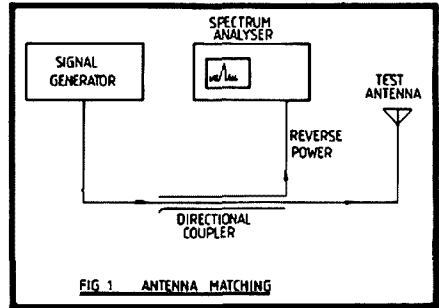 SPECTRUM
ANALYSER
SIGNAL
GENERATOR
TEST
ANTENNA
REVERSE
POWER
DIRECTIONAL
COUPLER
FIG 1 ANTENNA MATCHING